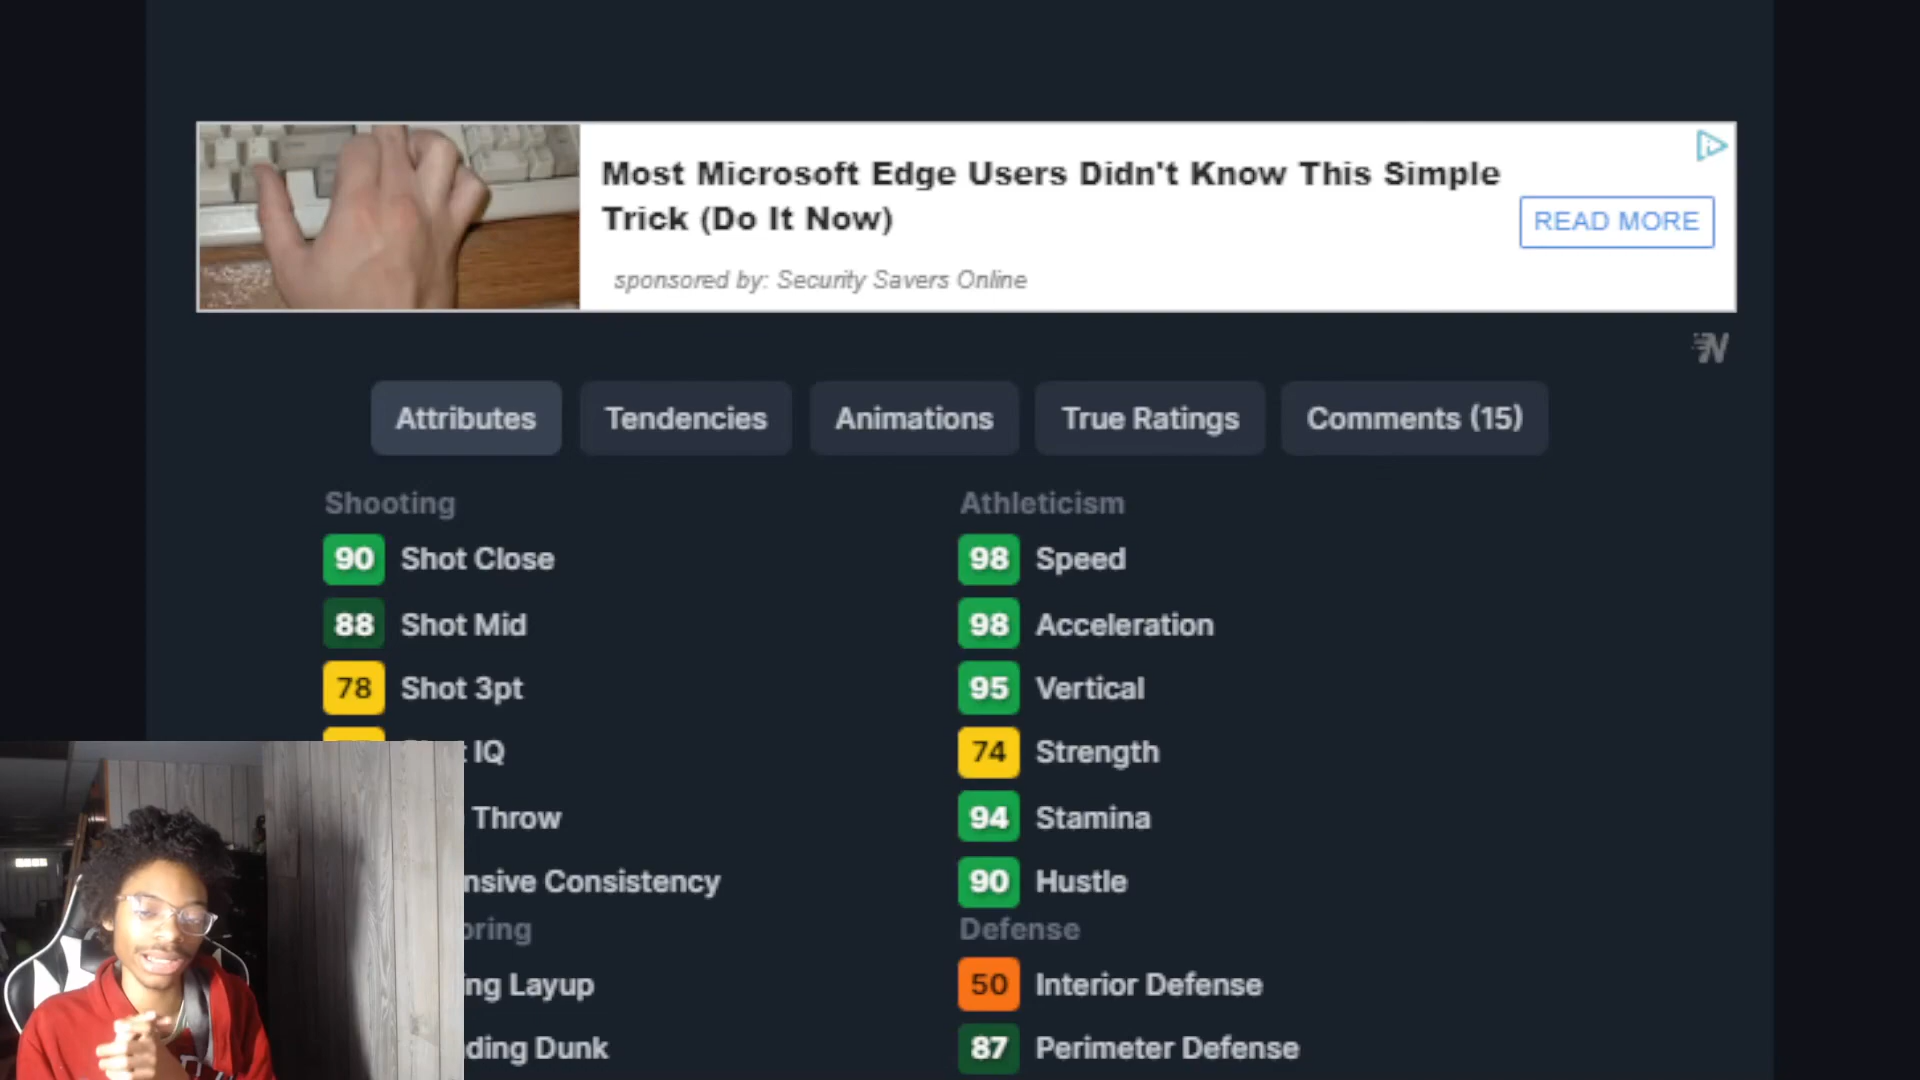 Most Microsoft Edge Users Didn't Know This Simple
Trick (Do It Now)
READ MORE
sponsored by: Security Savers Online
Attributes
Tendencies
Animations
True Ratings
Comments (15)
Shooting
90 Shot Close
88 Shot Mid
78 Shot 3pt
IQ
Throw
nsive Consistency
oring
ng Layup
ding Dunk
Athleticism
98 Speed
98 Acceleration
95 Vertical
74 Strength
94 Stamina
90 Hustle
Defense
50 Interior Defense
87 Perimeter Defense